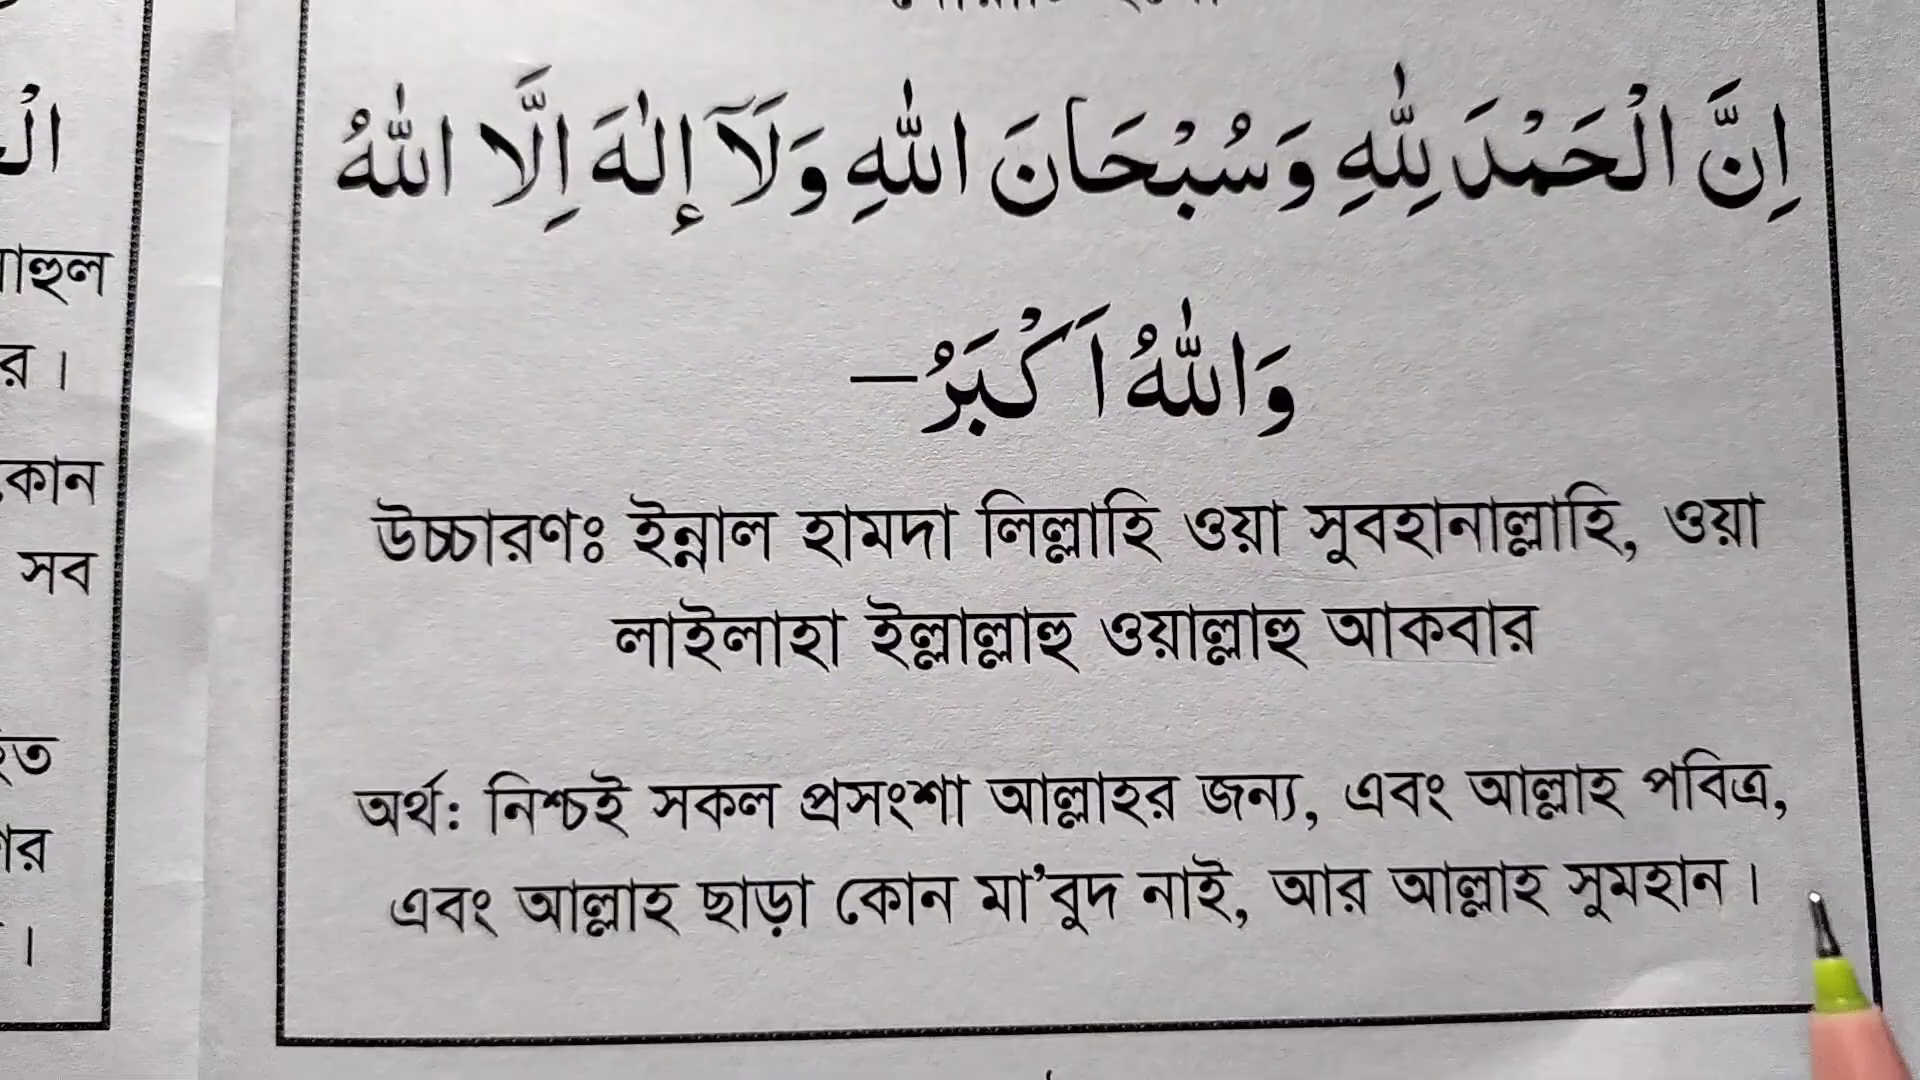 اِنَّ الْحَمْدَ لِلّٰهِ وَسُبْحَانَ اللّٰهِ وَلَآ إِلٰهَ اِلَّا اللّٰهُ
وَاللّٰهُ اَكْبَرُ–
উচ্চারণঃ ইন্নাল হামদা লিল্লাহি ওয়া সুবহানাল্লাহি, ওয়া
লাইলাহা ইল্লাল্লাহু ওয়াল্লাহু আকবার
অর্থ: নিশ্চই সকল প্রসংশা আল্লাহর জন্য, এবং আল্লাহ পবিত্র,
এবং আল্লাহ ছাড়া কোন মা'বুদ নাই, আর আল্লাহ সুমহান।
র।
কোন
সব